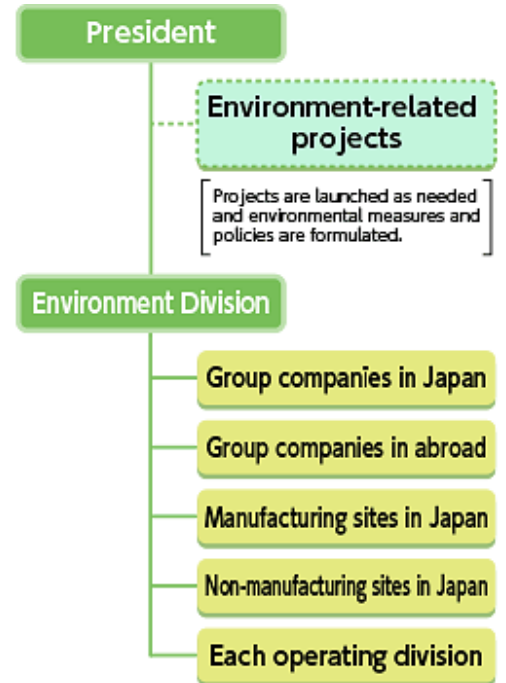 President
Environment-related
projects
Projects are launched as needed
and environmental measures and
policies are formulated.
Environment Division
Group companies in Japan
Group companies in abroad
Manufacturing sites in Japan
Non-manufacturing sites in Japan
Each operating division